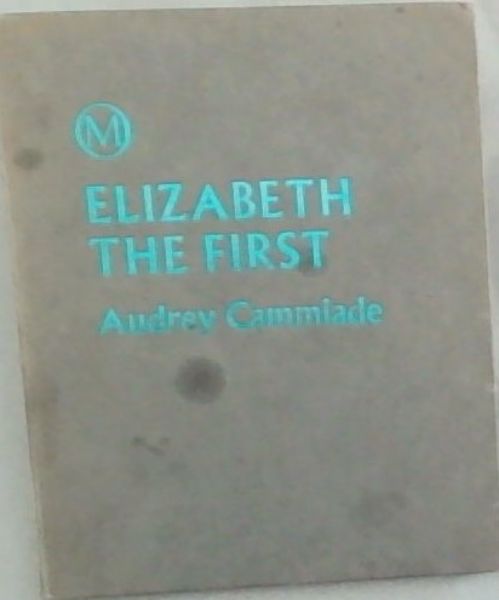 M
ELIZABETH
THE FIRST
Audrey Cammiade